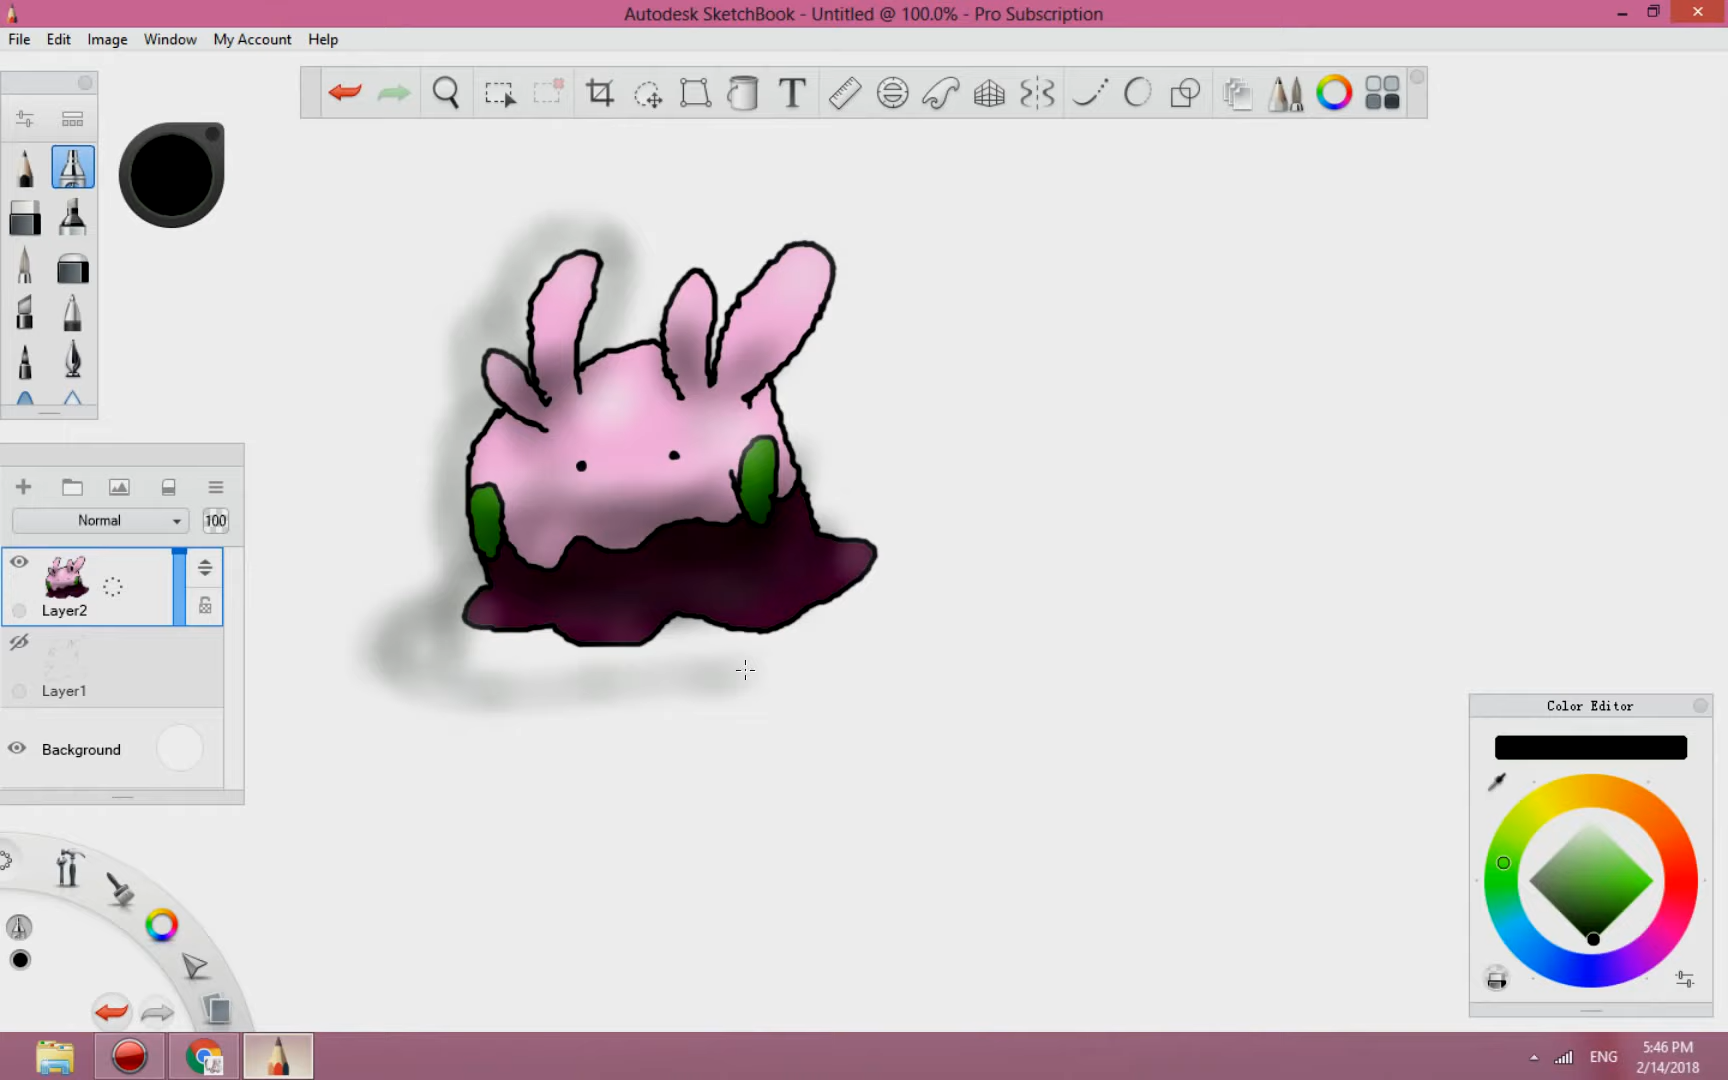 Autodesk SketchBook - Untitled @ 100.0% - Pro Subscription
File Edit Image Window My Account Help
T
Normal 100
Layer2
Layer1
Background
Color Editor
ENG
5:46 PM
2/14/2018